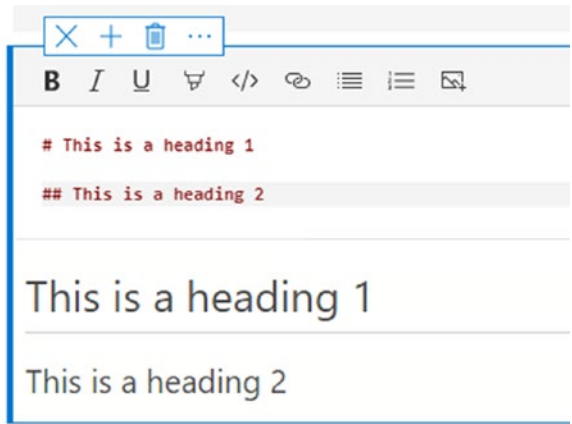 B I U </>
# This is a heading 1
## This is a heading 2
This is a heading 1
This is a heading 2